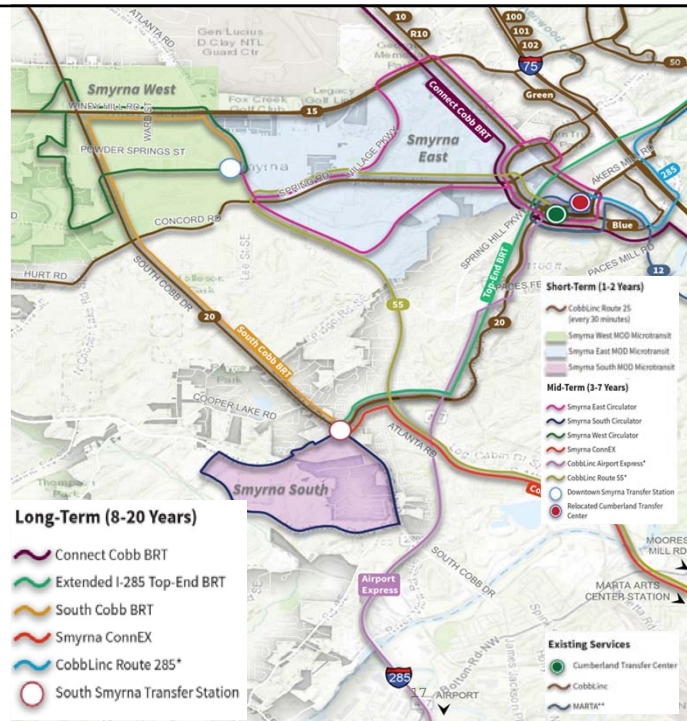 10
R10
100
101
102
75
50
ATLANTA RD
Gen Lucius
D Clay NTL
Guard Ctr
Smyrna West
WINDY HILL RD
WARD ST
15
Fox Creek
Golf Club
Legacy
Connect Cobb BRT
Green
POWDER SPRINGS ST
Smyrna
East
SPRING RD
VILLAGE PKWY
AKERS MILL RD
285
CONCORD RD
HURT RD
SPRING HILL PKWY
Blue
PACES MILL RD
12
SOUTH COBB DR
20
South Cobb BRT
55
Top-End BRT
20
COOPER LAKE RD
ATLANTA RD
Smyrna South
Airport
Express
SOUTH COBB DR
MOORES
MILL RD
MARTA ARTS
CENTER STATION
285
17
AIRPORT
Short-Term (1-2 Years)
CobbLinc Route 25
(every 30 minutes)
Smyrna West MOD Microtransit
Smyrna East MOD Microtransit
Smyrna South MOD Microtransit
Mid-Term (3-7 Years)
Smyrna East Circulator
Smyrna South Circulator
Smyrna West Circulator
Smyrna ConnEX
CobbLinc Airport Express*
CobbLinc Route 55*
Downtown Smyrna Transfer Station
Relocated Cumberland Transfer
Center
Long-Term (8-20 Years)
Connect Cobb BRT
Extended I-285 Top-End BRT
South Cobb BRT
Smyrna ConnEX
CobbLinc Route 285*
South Smyrna Transfer Station
Existing Services
Cumberland Transfer Center
CobbLinc
MARTA**